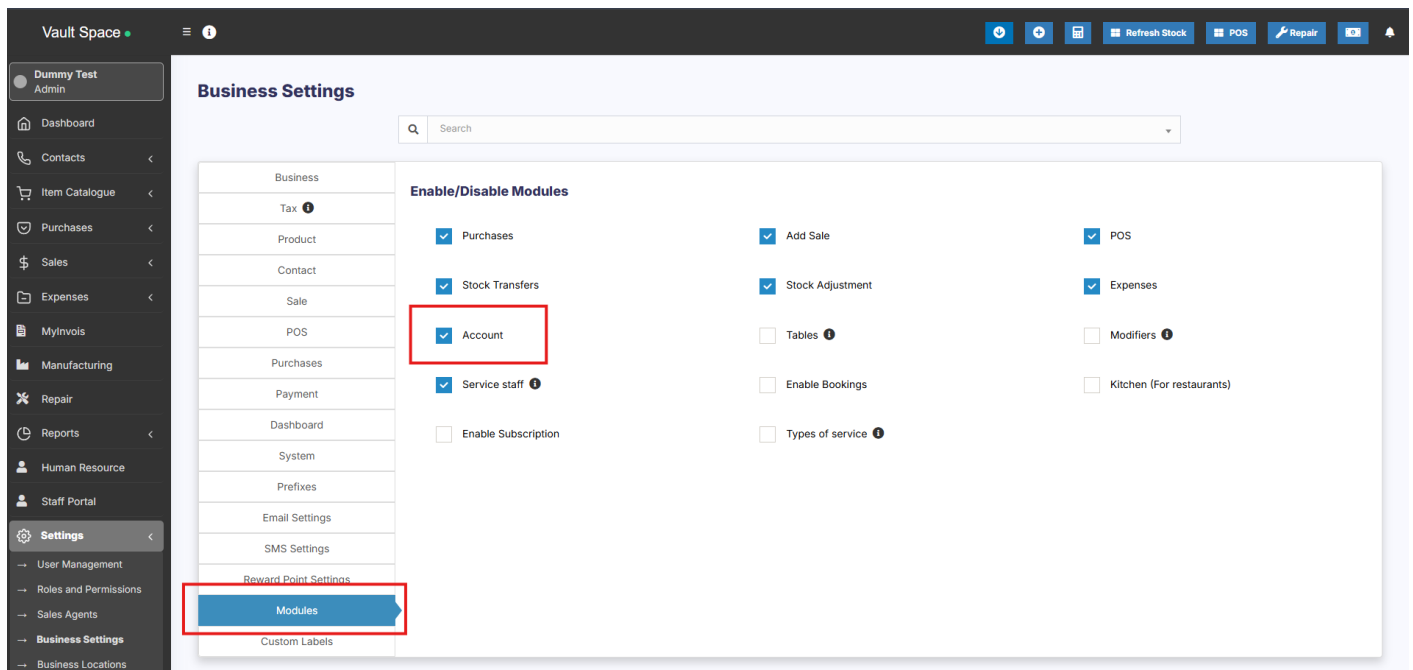 Vault Space
Refresh Stock
POS
Repair
Dummy Test
Admin
Dashboard
Contacts
Item Catalogue
Purchases
Sales
Expenses
MyInvois
Manufacturing
Repair
Reports
Human Resource
Staff Portal
Settings
→ User Management
→ Roles and Permissions
→ Sales Agents
→ Business Settings
→ Business Locations
Business Settings
Search
Business
Tax
Product
Contact
Sale
POS
Purchases
Payment
Dashboard
System
Prefixes
Email Settings
SMS Settings
Reward Point Settings
Modules
Custom Labels
Enable/Disable Modules
Purchases
Add Sale
POS
Stock Transfers
Stock Adjustment
Expenses
Account
Tables
Modifiers
Service staff
Enable Bookings
Kitchen (For restaurants)
Enable Subscription
Types of service